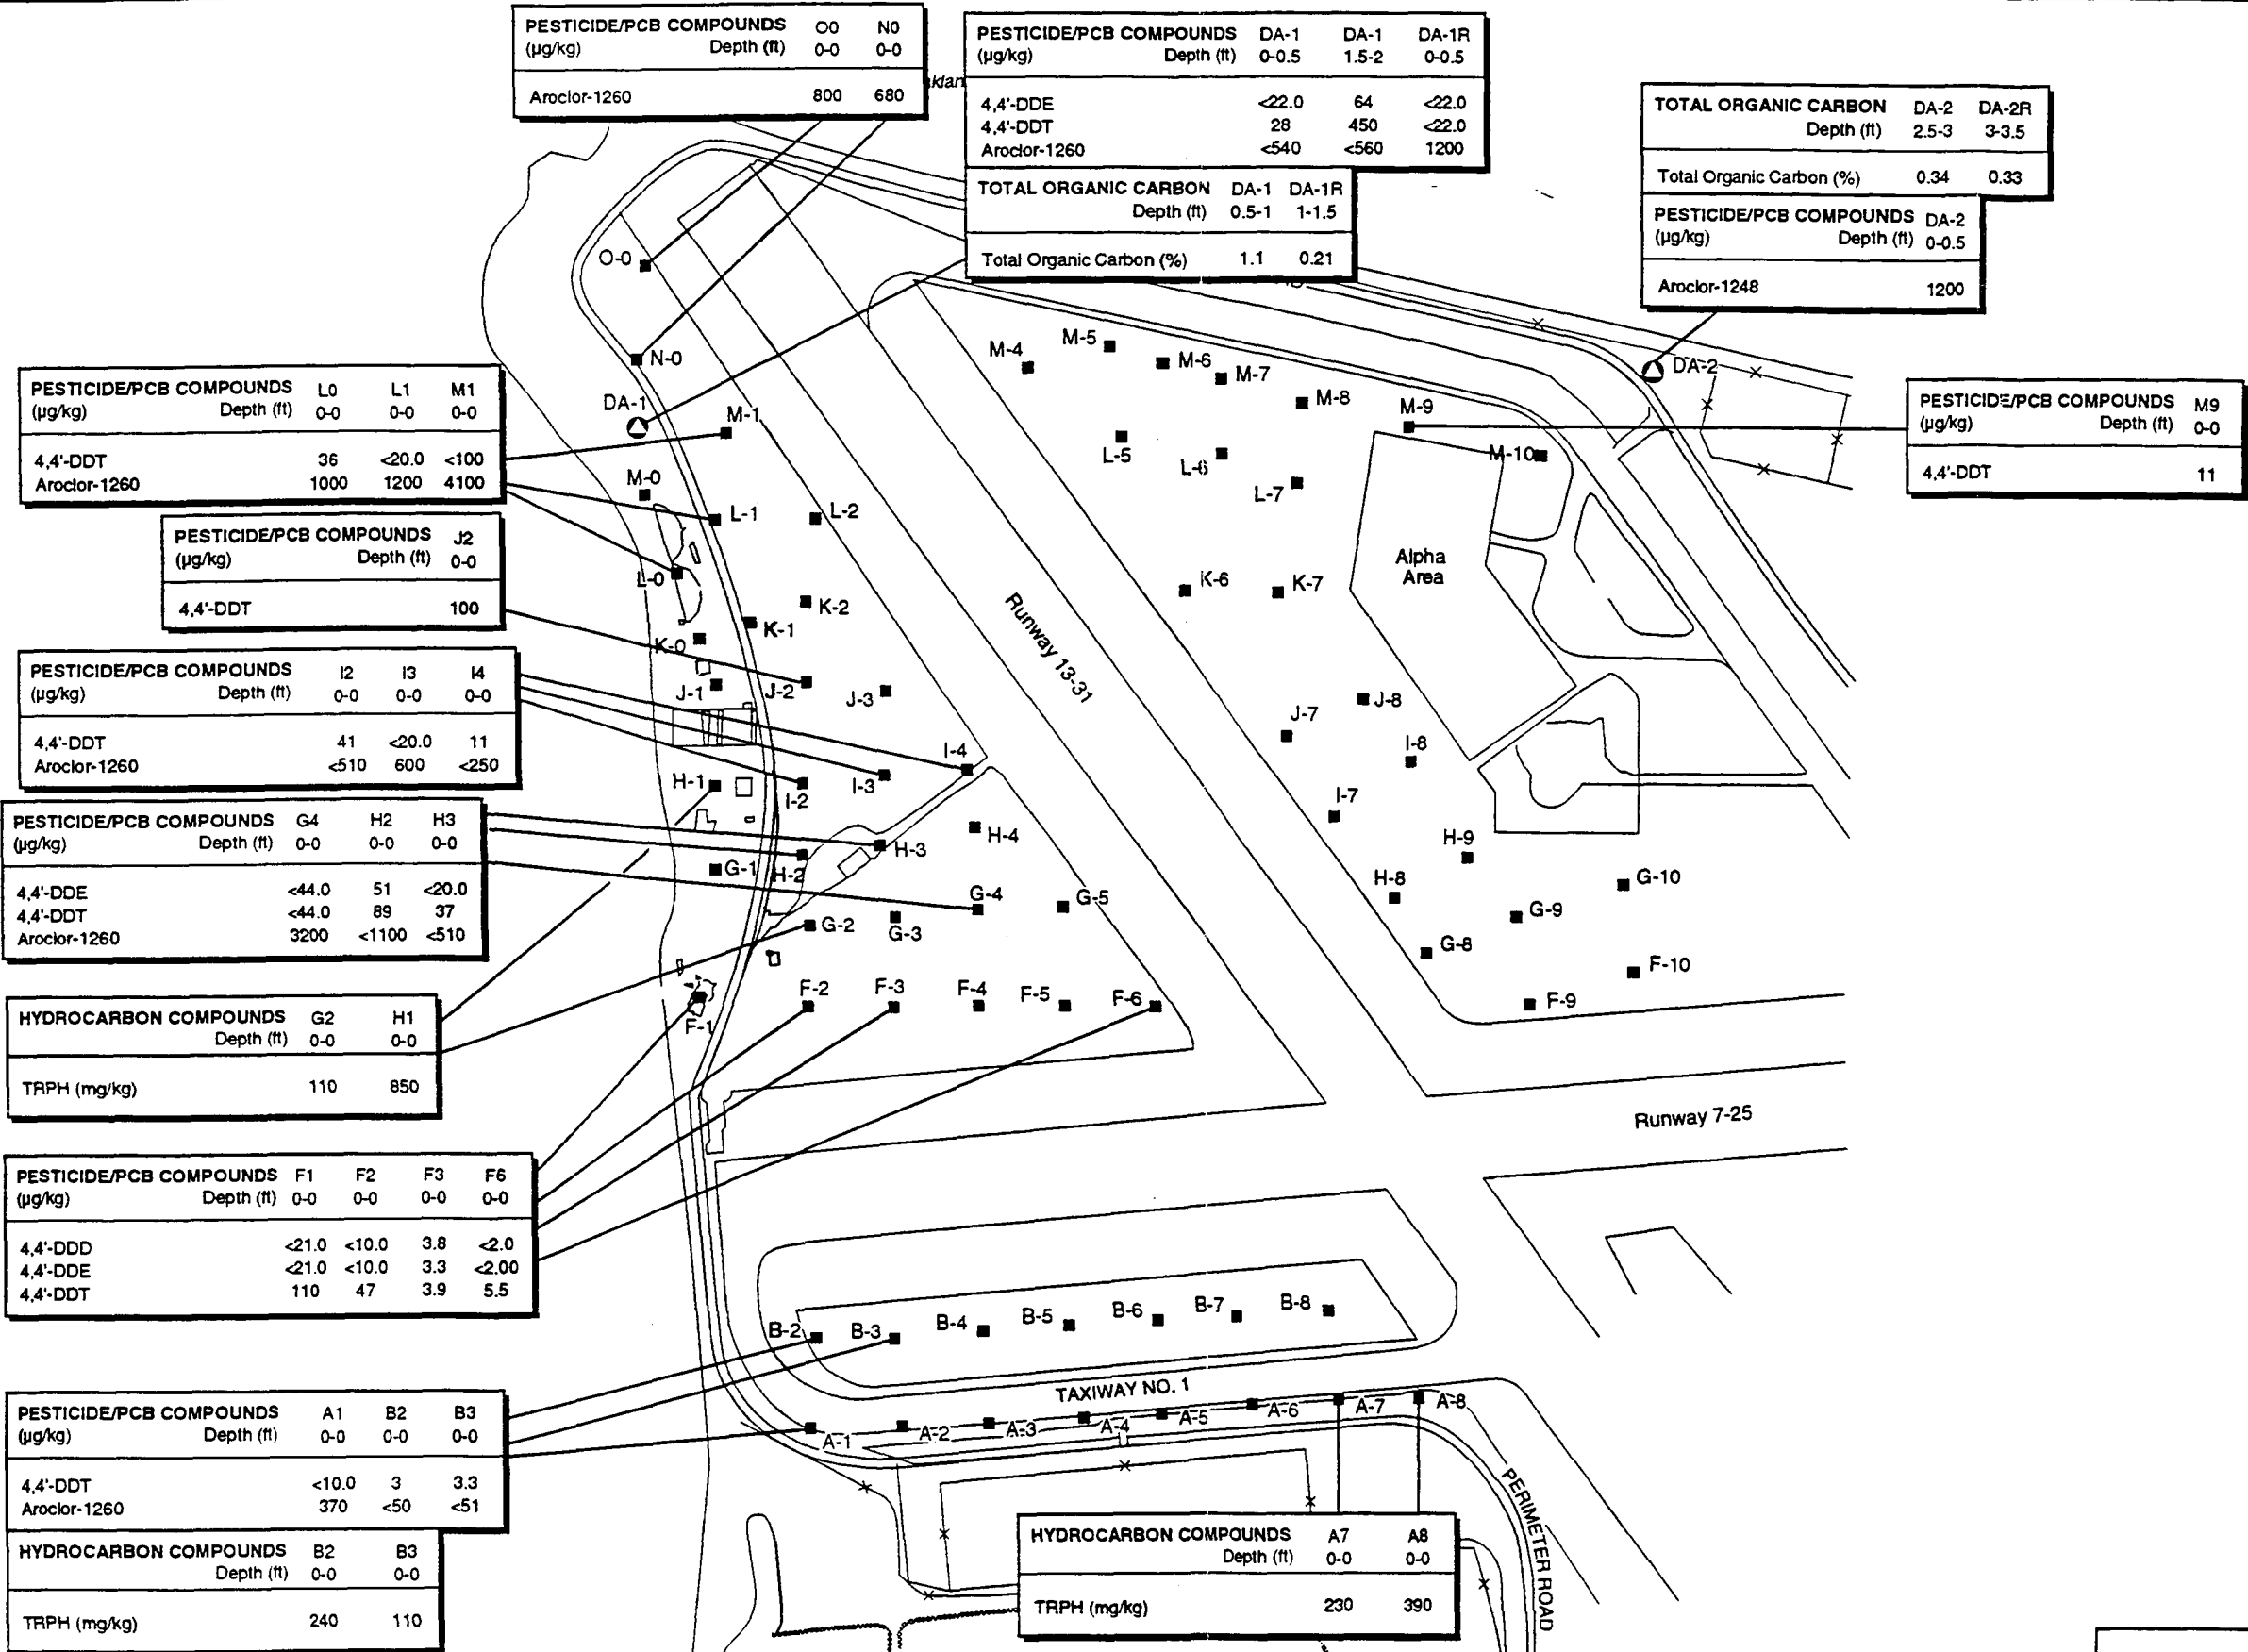 PESTICIDE/PCB COMPOUNDS O0 N0
(µg/kg) Depth (ft) 0-0 0-0
Aroclor-1260 800 680
PESTICIDE/PCB COMPOUNDS DA-1 DA-1 DA-1R
(µg/kg) Depth (ft) 0-0.5 1.5-2 0-0.5
4,4'-DDE <22.0 64 <22.0
4,4'-DDT 28 450 <22.0
Aroclor-1260 <540 <560 1200
TOTAL ORGANIC CARBON DA-1 DA-1R
Depth (ft) 0.5-1 1-1.5
Total Organic Carbon (%) 1.1 0.21
TOTAL ORGANIC CARBON DA-2 DA-2R
Depth (ft) 2.5-3 3-3.5
Total Organic Carbon (%) 0.34 0.33
PESTICIDE/PCB COMPOUNDS DA-2
(µg/kg) Depth (ft) 0-0.5
Aroclor-1248 1200
PESTICIDE/PCB COMPOUNDS L0 L1 M1
(µg/kg) Depth (ft) 0-0 0-0 0-0
4,4'-DDT 36 <20.0 <100
Aroclor-1260 1000 1200 4100
PESTICIDE/PCB COMPOUNDS M9
(µg/kg) Depth (ft) 0-0
4,4'-DDT 11
PESTICIDE/PCB COMPOUNDS J2
(µg/kg) Depth (ft) 0-0
4,4'-DDT 100
PESTICIDE/PCB COMPOUNDS I2 I3 I4
(µg/kg) Depth (ft) 0-0 0-0 0-0
4,4'-DDT 41 <20.0 11
Aroclor-1260 <510 600 <250
PESTICIDE/PCB COMPOUNDS G4 H2 H3
(µg/kg) Depth (ft) 0-0 0-0 0-0
4,4'-DDE <44.0 51 <20.0
4,4'-DDT <44.0 89 37
Aroclor-1260 3200 <1100 <510
HYDROCARBON COMPOUNDS G2 H1
Depth (ft) 0-0 0-0
TRPH (mg/kg) 110 850
PESTICIDE/PCB COMPOUNDS F1 F2 F3 F6
(µg/kg) Depth (ft) 0-0 0-0 0-0 0-0
4,4'-DDD <21.0 <10.0 3.8 <2.0
4,4'-DDE <21.0 <10.0 3.3 <2.00
4,4'-DDT 110 47 3.9 5.5
PESTICIDE/PCB COMPOUNDS A1 B2 B3
(µg/kg) Depth (ft) 0-0 0-0 0-0
4,4'-DDT <10.0 3 3.3
Aroclor-1260 370 <50 <51
HYDROCARBON COMPOUNDS B2 B3
Depth (ft) 0-0 0-0
TRPH (mg/kg) 240 110
HYDROCARBON COMPOUNDS A7 A8
Depth (ft) 0-0 0-0
TRPH (mg/kg) 230 390
O-0
N-0
DA-1
M-1
M-0
L-1
L-2
L-0
K-2
K-1
K-0
J-1
J-2
J-3
I-4
I-3
I-2
H-1
H-4
H-3
H-2
G-1
G-4
G-5
G-2
G-3
F-2
F-3
F-4
F-5
F-6
F-1
M-4
M-5
M-6
M-7
M-8
M-9
M-10
DA-2
L-5
L-6
L-7
K-6
K-7
Alpha
Area
J-8
J-7
I-8
I-7
H-9
H-8
G-10
G-9
G-8
F-10
F-9
Runway 13-31
Runway 7-25
B-2
B-3
B-4
B-5
B-6
B-7
B-8
TAXIWAY NO. 1
A-1
A-2
A-3
A-4
A-5
A-6
A-7
A-8
PERIMETER ROAD